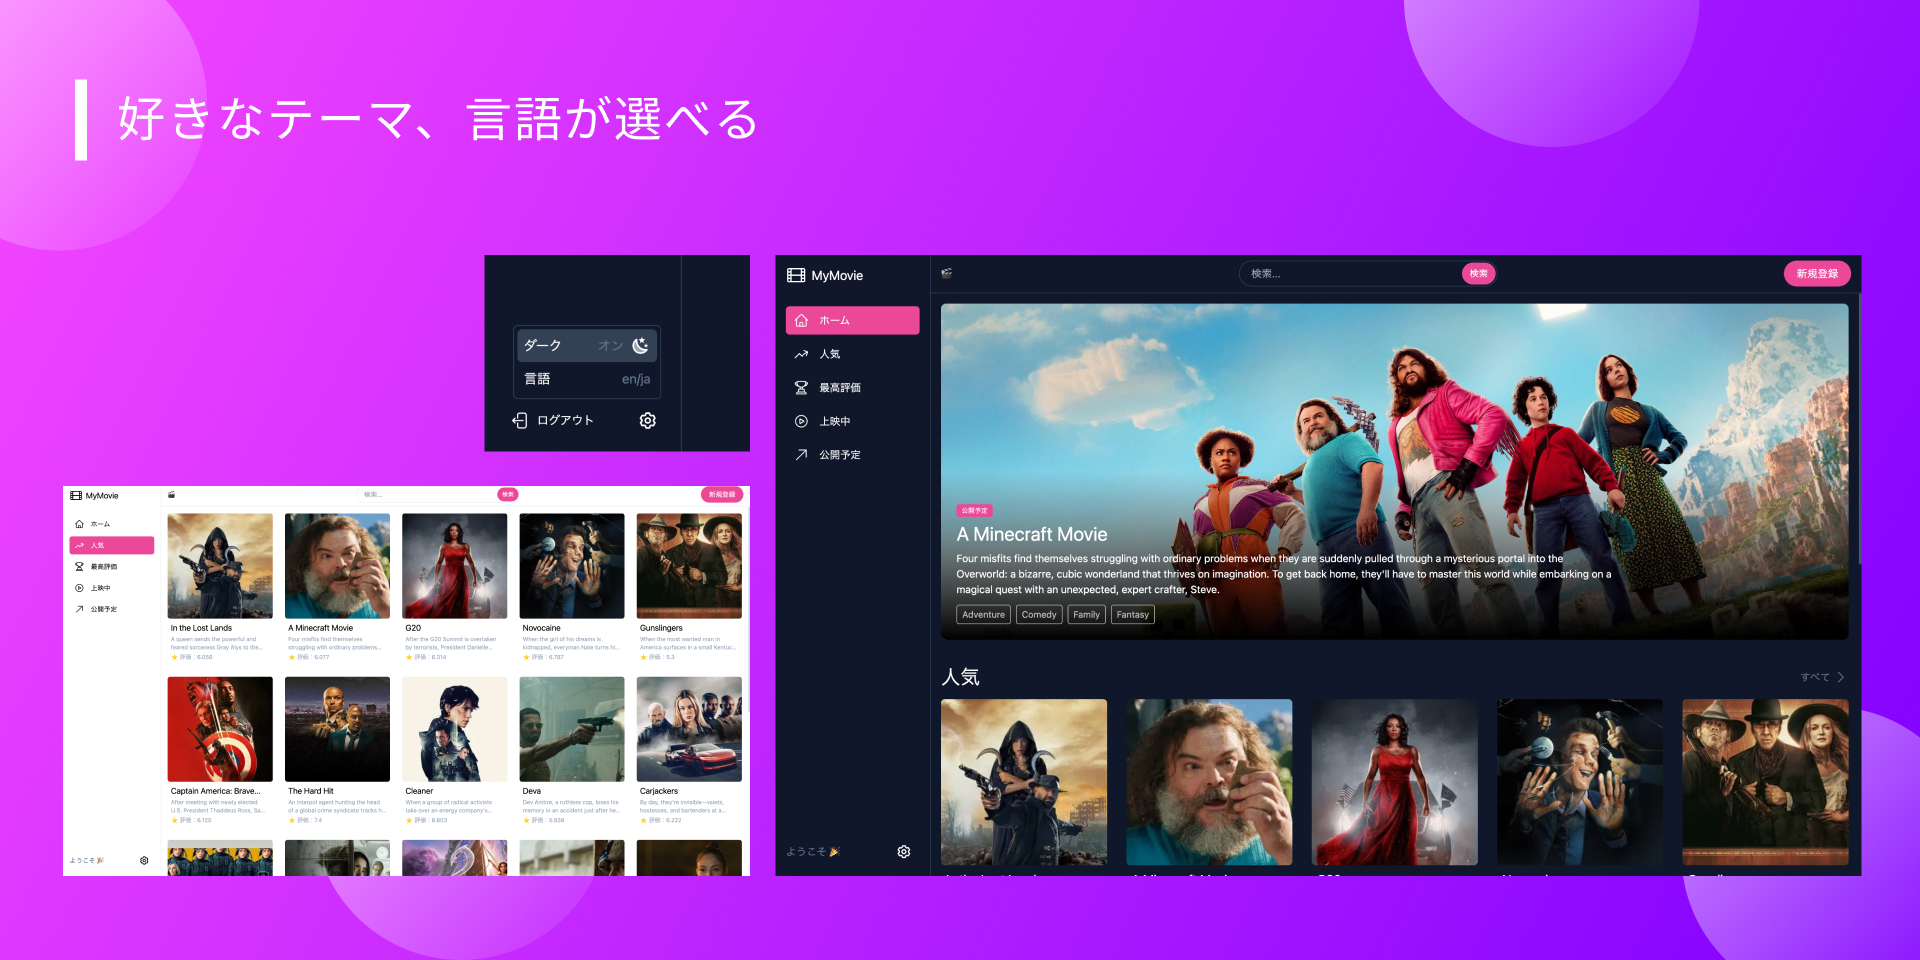 好きなテーマ、言語が選べる
ダーク オン
言語 en/ja
ログアウト
MyMovie
検索...
検索
新規登録
ホーム
人気
最高評価
上映中
公開予定
In the Lost Lands
A queen sends the powerful and
feared sorceress Gray Alys to the...
評価：6.058
A Minecraft Movie
Four misfits find themselves
struggling with ordinary problems...
評価：6.077
G20
After the G20 Summit is overtaken
by terrorists, President Danielle...
評価：6.314
Novocaine
When the girl of his dreams is
kidnapped, everyman Nate turns h...
評価：6.787
Gunslingers
When the most wanted man in
America surfaces in a small Kentuc...
評価：5.3
Captain America: Brave...
After meeting with newly elected
U.S. President Thaddeus Ross, Sa...
評価：6.125
The Hard Hit
An Interpol agent hunting the head
of a global crime syndicate tracks h...
評価：7.4
Cleaner
When a group of radical activists
take over an energy company's...
評価：6.603
Deva
Dev Ambre, a ruthless cop, loses his
memory in an accident just after he...
評価：5.938
Carjackers
By day, they're invisible—valets,
hostesses, and bartenders at a...
評価：6.222
ようこそ🎉
MyMovie
検索...
検索
新規登録
ホーム
人気
最高評価
上映中
公開予定
公開予定
A Minecraft Movie
Four misfits find themselves struggling with ordinary problems when they are suddenly pulled through a mysterious portal into the
Overworld: a bizarre, cubic wonderland that thrives on imagination. To get back home, they'll have to master this world while embarking on a
magical quest with an unexpected, expert crafter, Steve.
Adventure Comedy Family Fantasy
人気
すべて
ようこそ🎉